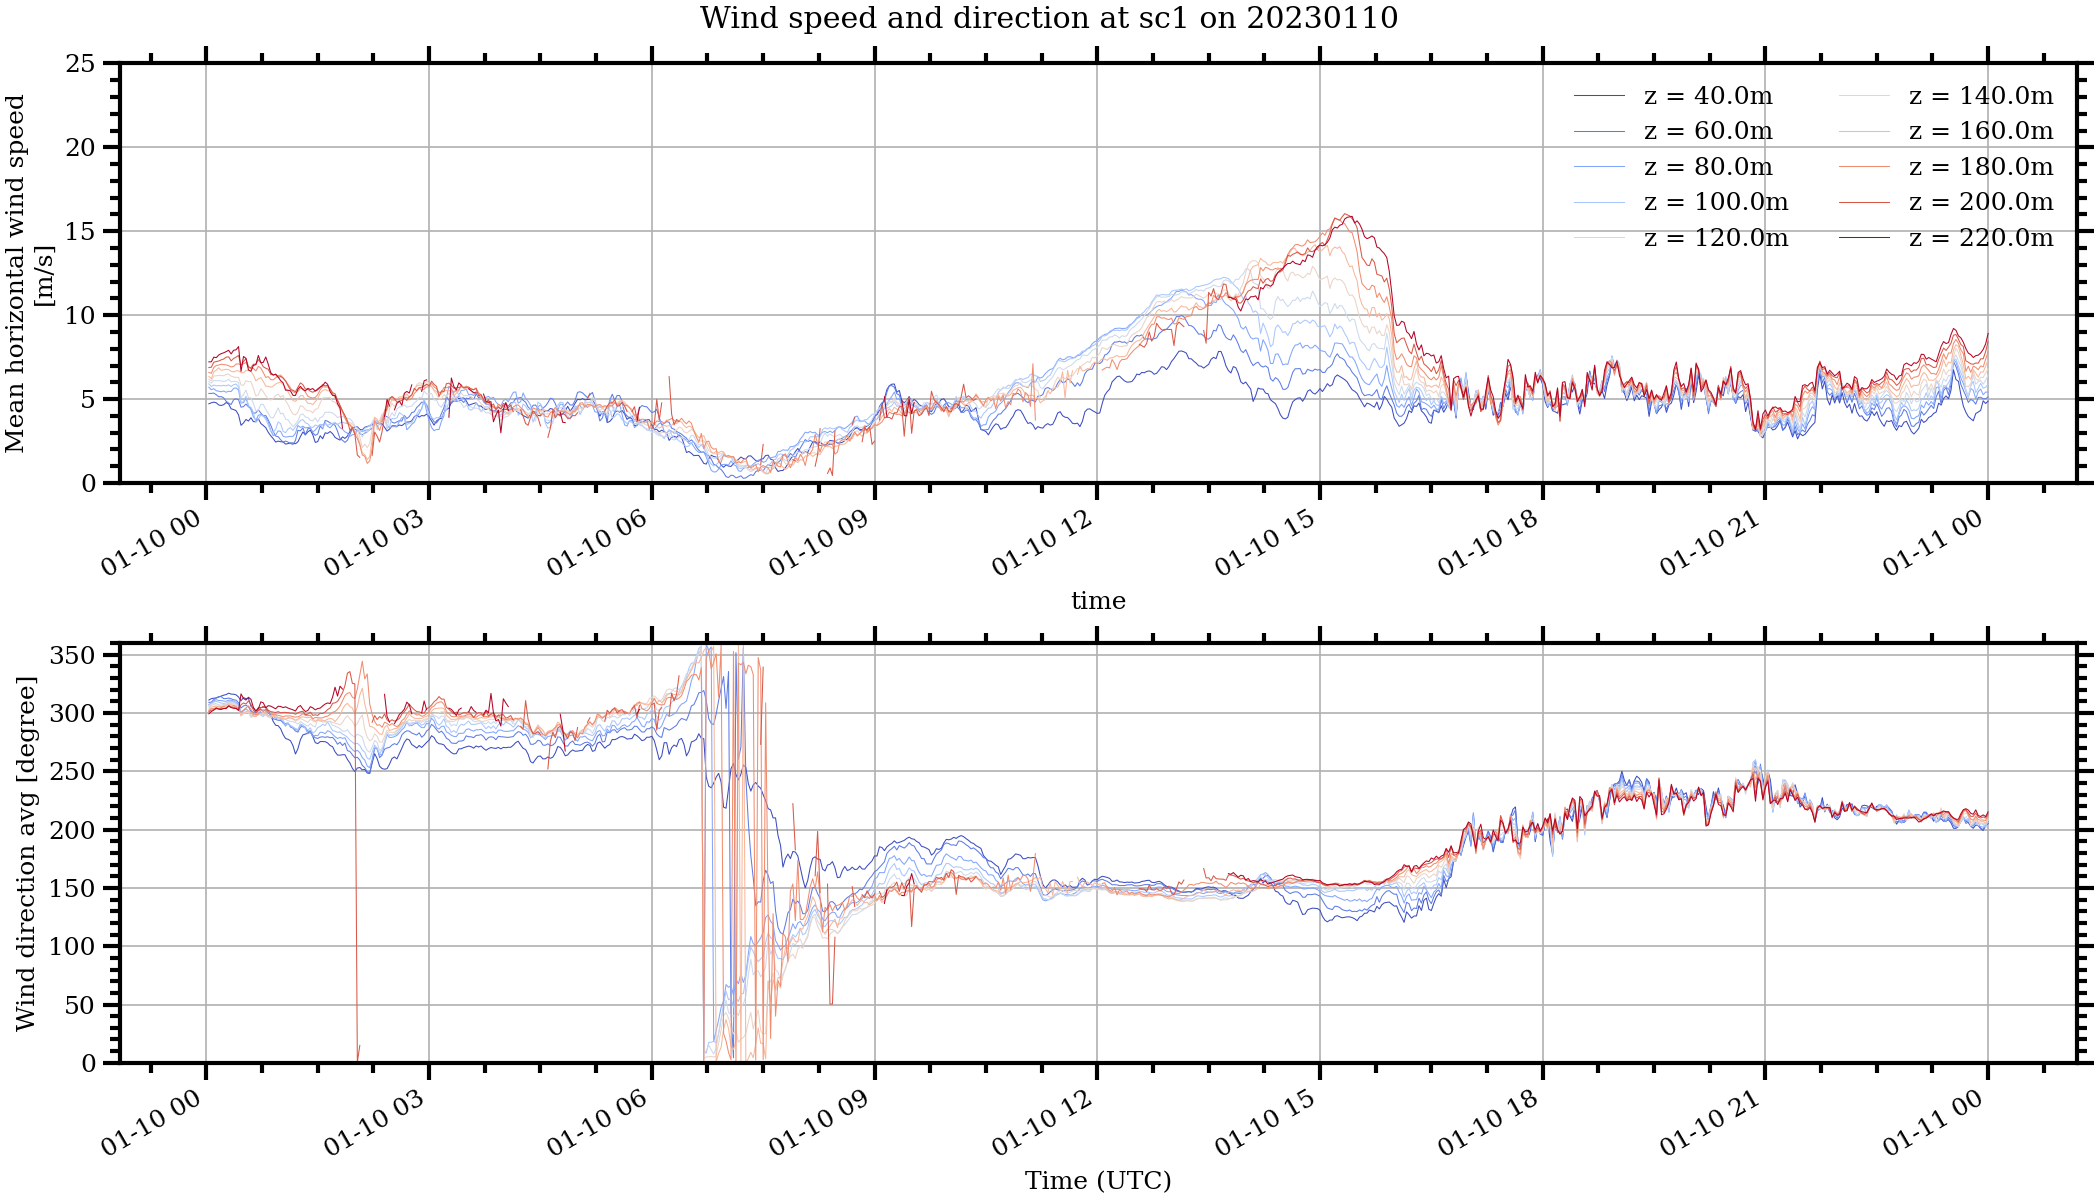 Wind speed and direction at sc1 on 20230110
Mean horizontal wind speed
[m/s]
25
20
15
10
5
0
z = 40.0m
z = 60.0m
z = 80.0m
z = 100.0m
z = 120.0m
z = 140.0m
z = 160.0m
z = 180.0m
z = 200.0m
z = 220.0m
01-10 00
01-10 03
01-10 06
01-10 09
01-10 12
01-10 15
01-10 18
01-10 21
01-11 00
time
Wind direction avg [degree]
350
300
250
200
150
100
50
0
01-10 00
01-10 03
01-10 06
01-10 09
01-10 12
01-10 15
01-10 18
01-10 21
01-11 00
Time (UTC)